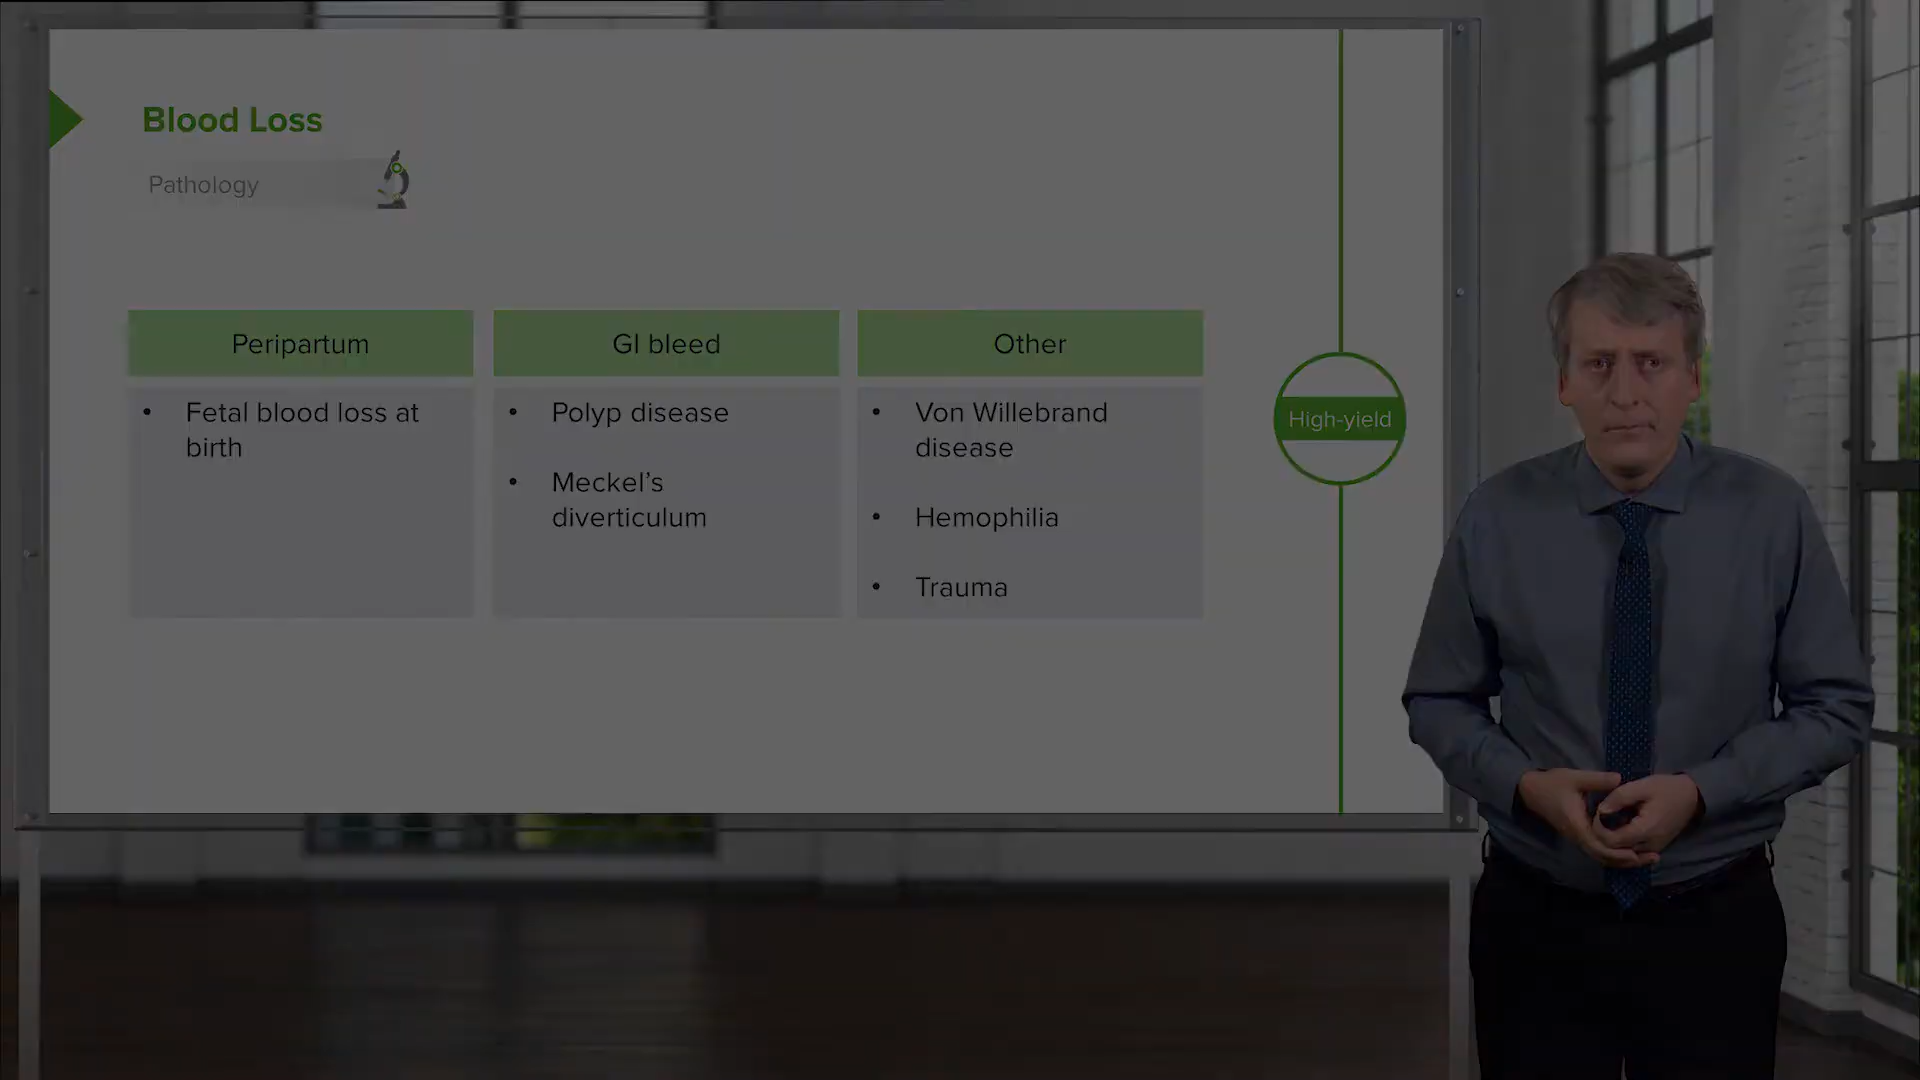 Blood Loss
Pathology
Peripartum
• Fetal blood loss at
birth
GI bleed
• Polyp disease
• Meckel’s
diverticulum
Other
• Von Willebrand
disease
• Hemophilia
• Trauma
High-yield